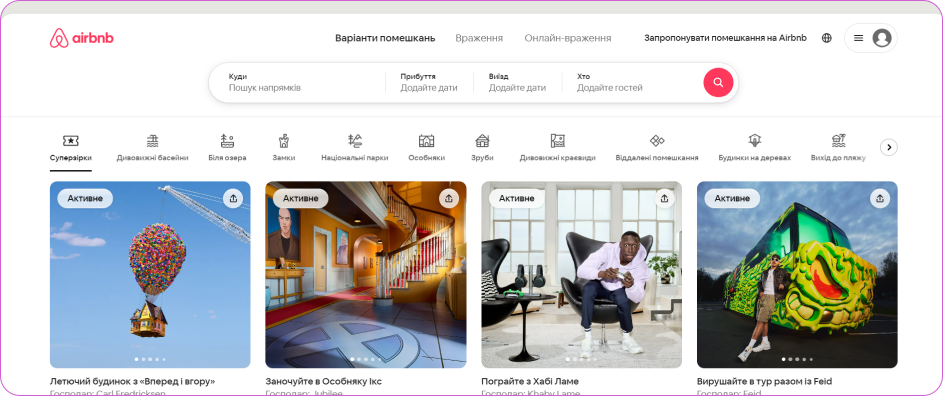 airbnb
Варіанти помешкань
Враження
Онлайн-враження
Запропонувати помешкання на Airbnb
Куди
Пошук напрямків
Прибуття
Додайте дати
Виїзд
Додайте дати
Хто
Додайте гостей
Суперзірки
Дивовижні басейни
Біля озера
Замки
Національні парки
Особняки
Зруби
Дивовижні краєвиди
Віддалені помешкання
Будинки на деревах
Вихід до пляжу
Активне
Активне
Активне
Активне
Летючий будинок з «Вперед і вгору»
Заночуйте в Особняку Ікс
Пограйте з Хабі Ламе
Вирушайте в тур разом із Feid
Господар: Carl Fredricksen
Господар: Jubilee
Господар: Khaby Lame
Господар: Feid